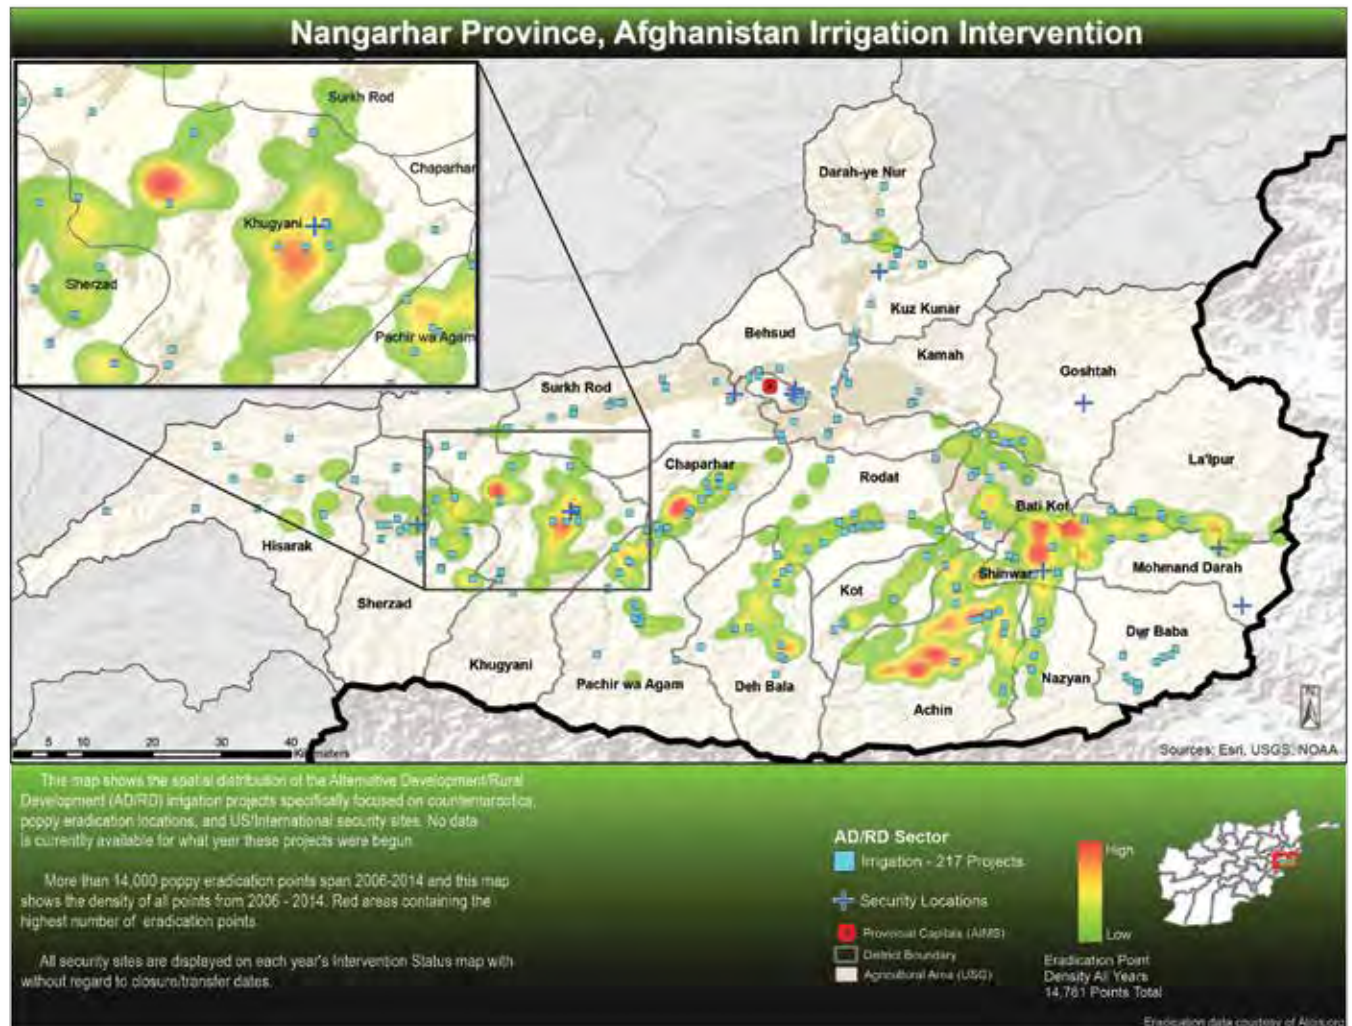 Nangarhar Province, Afghanistan Irrigation Intervention
Surkh Rod
Chaparhar
Khugyani
Sherzad
Pachir wa Agam
Darah-ye Nur
Kuz Kunar
Behsud
Kamah
Goshtah
Surkh Rod
La'lpur
Chaparhar
Rodat
Bati Kot
Hisarak
Shinwar
Mohmand Darah
Sherzad
Kot
Dur Baba
Khugyani
Pachir wa Agam
Deh Bala
Nazyan
Achin
N
5 10 20 30 40
Kilometers
Sources: Esri, USGS, NOAA
This map shows the spatial distribution of the Alternative Development/Rural
Development (AD/RD) irrigation projects specifically focused on counternarcotics,
poppy eradication locations, and US/International security sites. No data
is currently available for what year these projects were begun.
More than 14,000 poppy eradication points span 2006-2014 and this map
shows the density of all points from 2006 - 2014. Red areas containing the
highest number of eradication points.
All security sites are displayed on each year's Intervention Status map with
without regard to closure/transfer dates.
AD/RD Sector
Irrigation - 217 Projects
Security Locations
Provincial Capitals (AIMS)
District Boundary
Agricultural Area (USG)
High
Low
Eradication Point
Density All Years
14,761 Points Total
Eradication data courtesy of Alcis.org